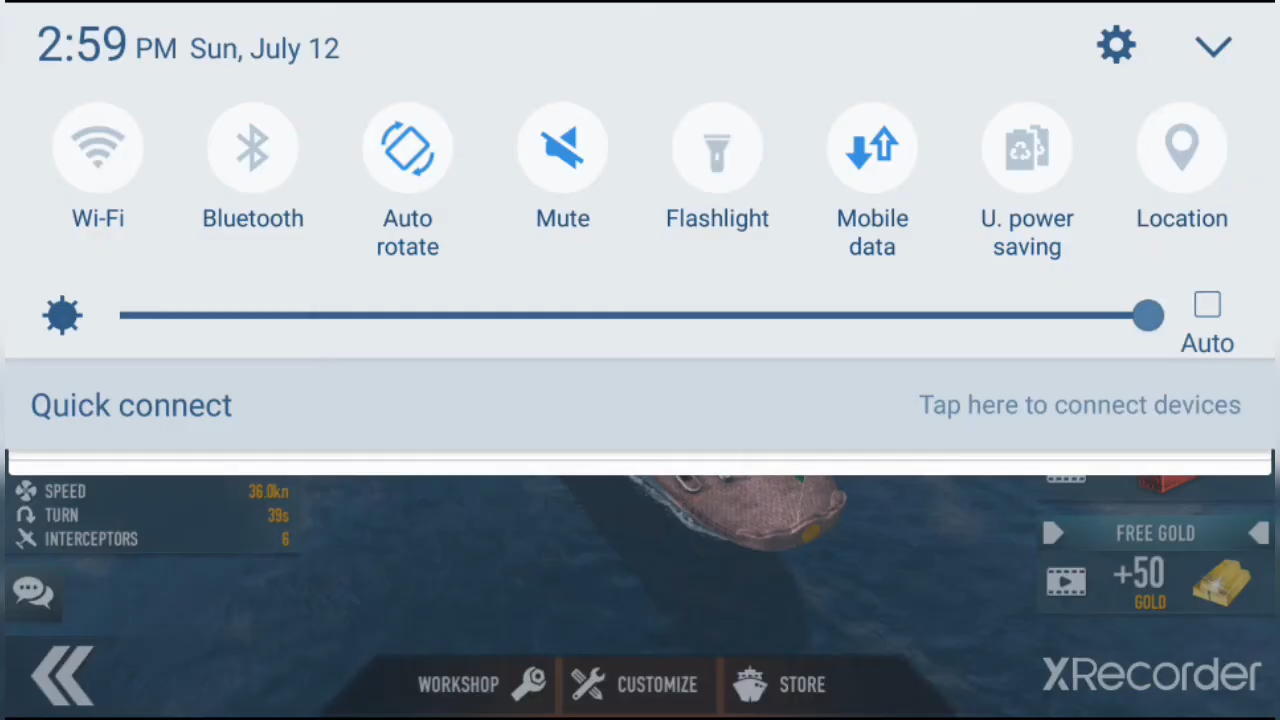 2:59 PM Sun, July 12
Wi-Fi
Bluetooth
Auto
rotate
Mute
Flashlight
Mobile
data
U. power
saving
Location
Auto
Quick connect
Tap here to connect devices
SPEED 36.0kn
TURN 39s
INTERCEPTORS 6
FREE GOLD
+50
GOLD
WORKSHOP
CUSTOMIZE
STORE
XRecorder